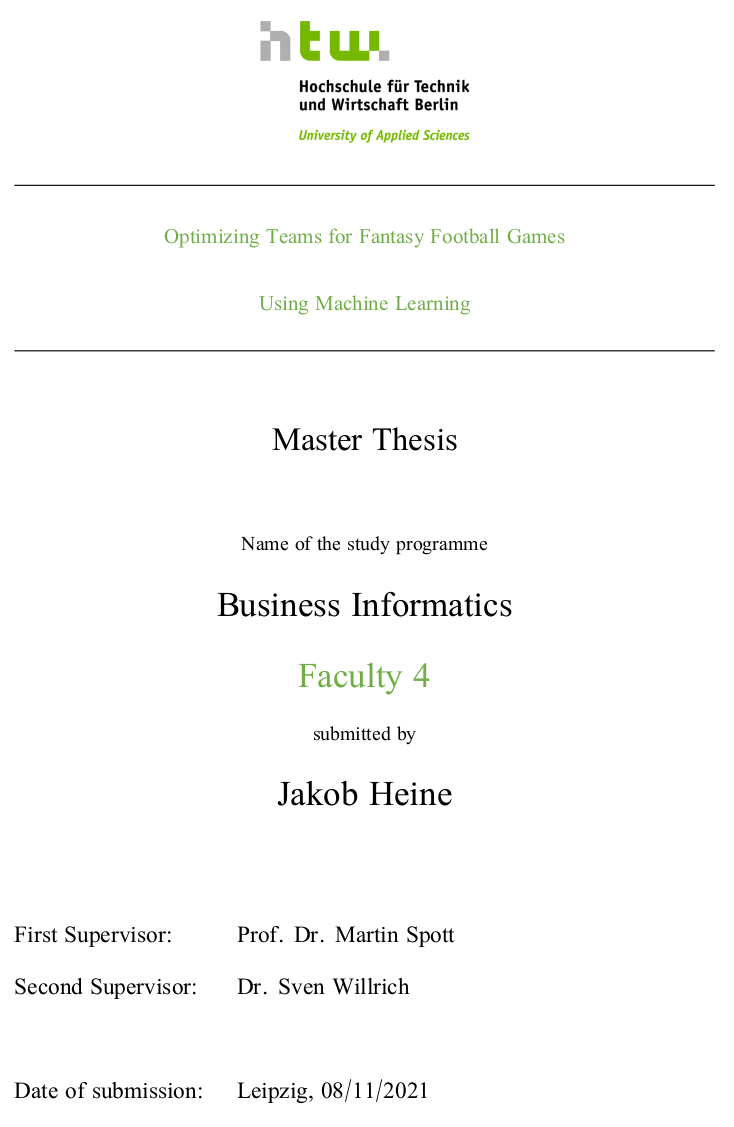 htw.
Hochschule für Technik
und Wirtschaft Berlin
University of Applied Sciences
Optimizing Teams for Fantasy Football Games
Using Machine Learning
Master Thesis
Name of the study programme
Business Informatics
Faculty 4
submitted by
Jakob Heine
First Supervisor: Prof. Dr. Martin Spott
Second Supervisor: Dr. Sven Willrich
Date of submission: Leipzig, 08/11/2021